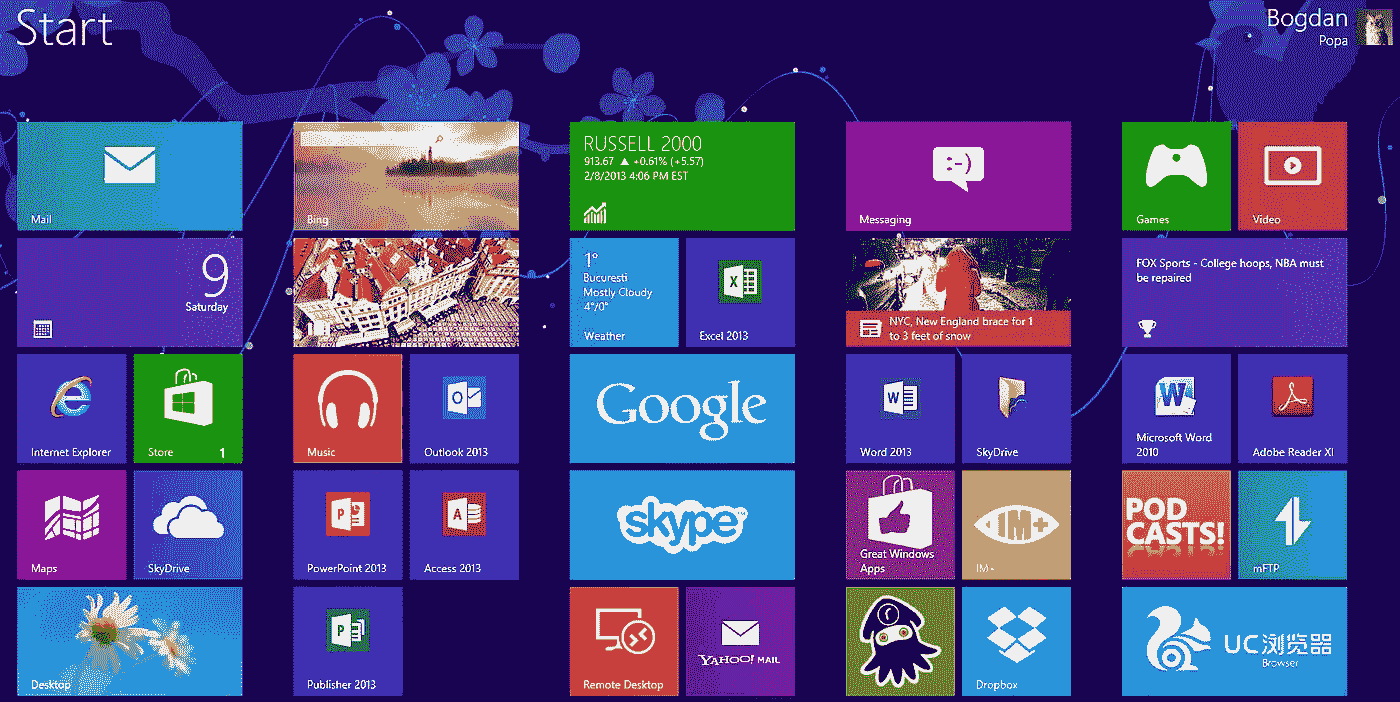 Start
Bogdan
Popa
Mail
9
Saturday
Internet Explorer
Store
1
Maps
SkyDrive
Desktop
Bing
Music
Outlook 2013
PowerPoint 2013
Access 2013
Publisher 2013
RUSSELL 2000
913.67 ▲ +0.61% (+5.57)
2/8/2013 4:06 PM EST
1°
Bucuresti
Mostly Cloudy
4°/0°
Weather
Excel 2013
Google
skype™
Remote Desktop
YAHOO! MAIL
Messaging
:-)
NYC, New England brace for 1
to 3 feet of snow
Word 2013
SkyDrive
Great Windows
Apps
IM+
IM+
Dropbox
Games
Video
FOX Sports - College hoops, NBA must
be repaired
Microsoft Word
2010
Adobe Reader XI
POD
CASTS!
mFTP
UC浏览器
Browser